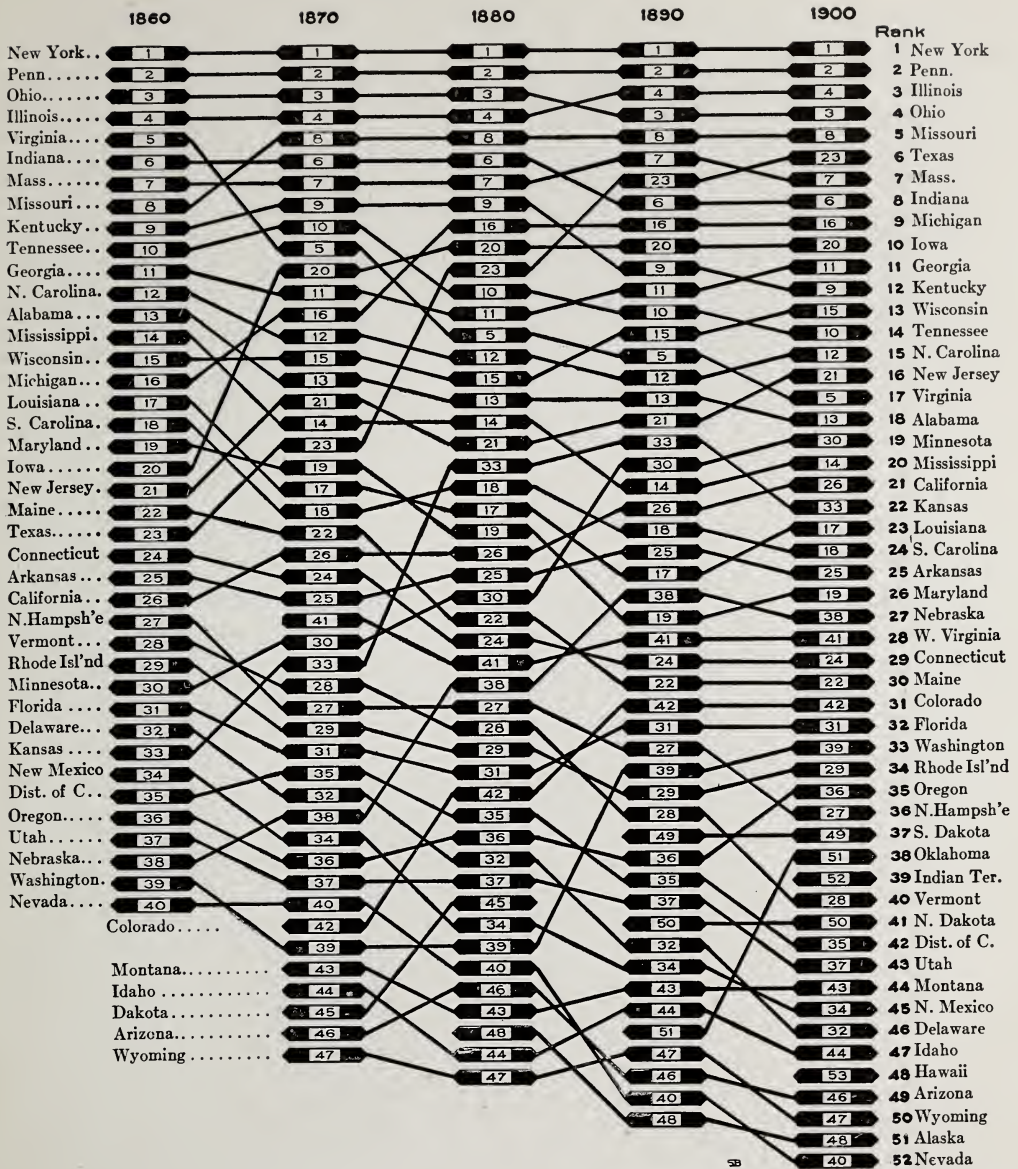 1860 1870 1880 1890 1900
Rank
New York.. 1 1 1 1 1 1 New York
Penn...... 2 2 2 2 2 2 Penn.
Ohio....... 3 3 3 4 4 3 Illinois
Illinois..... 4 4 4 3 3 4 Ohio
Virginia.... 5 8 8 8 8 5 Missouri
Indiana.... 6 6 6 7 23 6 Texas
Mass...... 7 7 7 23 7 7 Mass.
Missouri... 8 9 9 6 6 8 Indiana
Kentucky.. 9 10 16 16 16 9 Michigan
Tennessee.. 10 5 20 20 20 10 Iowa
Georgia.... 11 20 23 9 11 11 Georgia
N. Carolina. 12 11 10 11 9 12 Kentucky
Alabama... 13 16 11 10 15 13 Wisconsin
Mississippi. 14 12 5 15 10 14 Tennessee
Wisconsin.. 15 15 12 5 12 15 N. Carolina
Michigan... 16 13 15 12 21 16 New Jersey
Louisiana .. 17 21 13 13 5 17 Virginia
S. Carolina. 18 14 14 21 13 18 Alabama
Maryland.. 19 23 21 33 30 19 Minnesota
Iowa ...... 20 19 33 30 14 20 Mississippi
New Jersey. 21 17 18 14 26 21 California
Maine ..... 22 18 17 26 33 22 Kansas
Texas...... 23 22 19 18 17 23 Louisiana
Connecticut 24 26 26 25 18 24 S. Carolina
Arkansas... 25 24 25 17 25 25 Arkansas
California.. 26 25 30 38 19 26 Maryland
N.Hampsh'e 27 41 22 19 38 27 Nebraska
Vermont... 28 30 24 41 41 28 W. Virginia
Rhode Isl'nd 29 33 41 24 24 29 Connecticut
Minnesota.. 30 28 38 22 22 30 Maine
Florida .... 31 27 27 42 42 31 Colorado
Delaware... 32 29 28 31 31 32 Florida
Kansas .... 33 31 29 27 39 33 Washington
New Mexico 34 35 31 39 29 34 Rhode Isl'nd
Dist. of C.. 35 32 42 29 36 35 Oregon
Oregon..... 36 38 35 28 27 36 N.Hampsh'e
Utah ...... 37 34 36 49 49 37 S. Dakota
Nebraska... 38 36 32 36 51 38 Oklahoma
Washington. 39 37 37 35 52 39 Indian Ter.
Nevada.... 40 40 45 37 28 40 Vermont
Colorado..... 42 34 50 50 41 N. Dakota
39 39 32 35 42 Dist. of C.
Montana......... 43 40 34 37 43 Utah
Idaho .......... 44 46 43 43 44 Montana
Dakota.......... 45 43 44 34 45 N. Mexico
Arizona.......... 46 48 51 32 46 Delaware
Wyoming ......... 47 44 47 44 47 Idaho
47 46 53 48 Hawaii
40 46 49 Arizona
48 47 50 Wyoming
48 51 Alaska
SB 40 52 Nevada